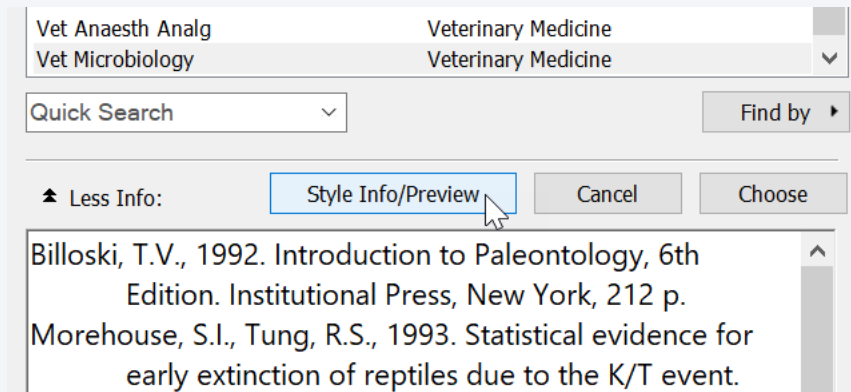 Vet Anaesth Analg Veterinary Medicine
Vet Microbiology Veterinary Medicine
Quick Search Find by
Less Info: Style Info/Preview Cancel Choose
Billoski, T.V., 1992. Introduction to Paleontology, 6th
Edition. Institutional Press, New York, 212 p.
Morehouse, S.I., Tung, R.S., 1993. Statistical evidence for
early extinction of reptiles due to the K/T event.